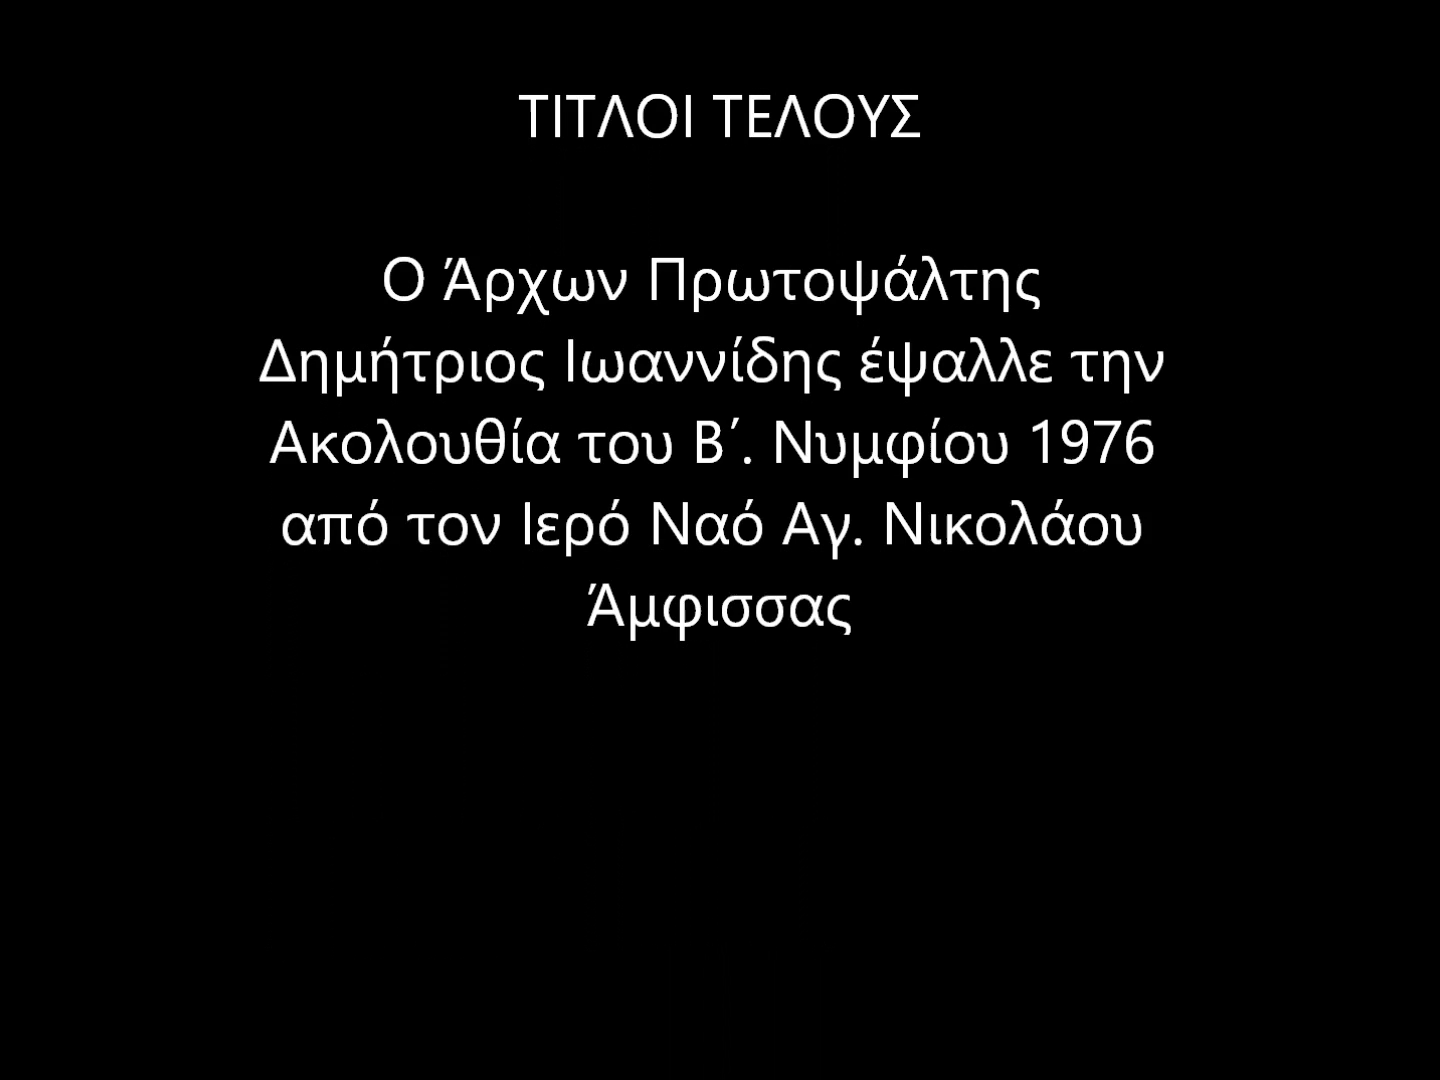 ΤΙΤΛΟΙ ΤΕΛΟΥΣ
Ο Άρχων Πρωτοψάλτης
Δημήτριος Ιωαννίδης έψαλλε την
Ακολουθία του Β΄. Νυμφίου 1976
από τον Ιερό Ναό Αγ. Νικολάου
Άμφισσας